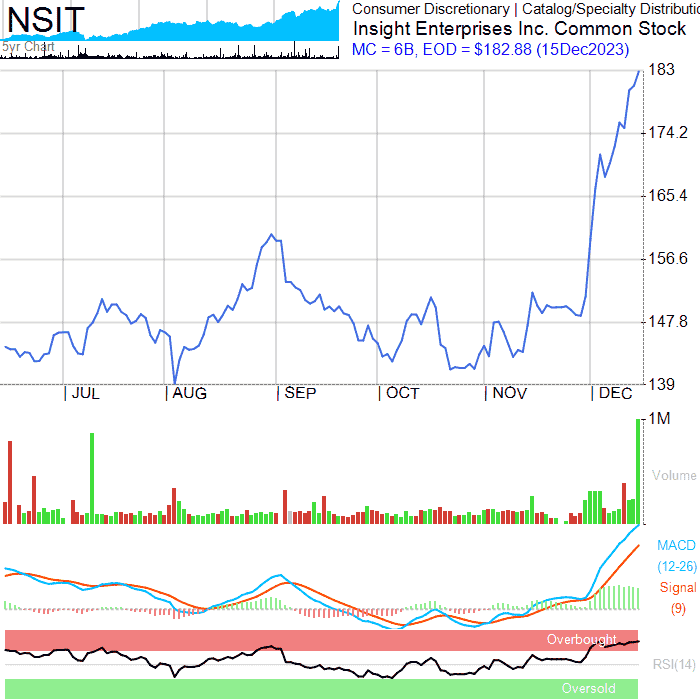 NSIT
5yr Chart
Consumer Discretionary | Catalog/Specialty Distributio
Insight Enterprises Inc. Common Stock
MC = 6B, EOD = $182.88 (15Dec2023)
183
174.2
165.4
156.6
147.8
139
JUL AUG SEP OCT NOV DEC
1M
Volume
MACD
(12-26)
Signal
(9)
Overbought
RSI(14)
Oversold